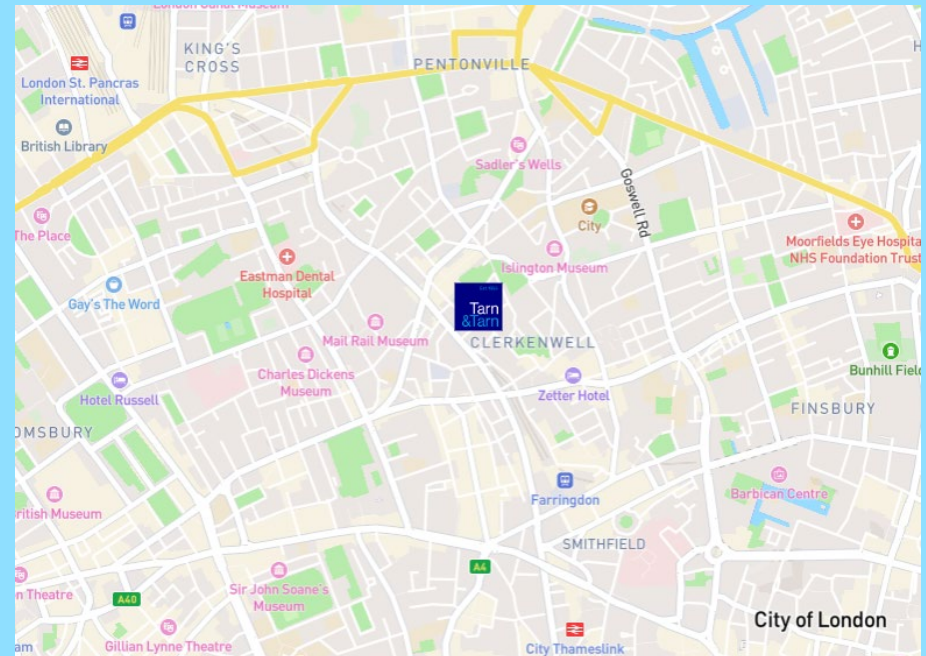 London Canal Museum
KING'S
CROSS
PENTONVILLE
London St. Pancras
International
British Library
Sadler's Wells
Goswell Rd
City
The Place
Moorfields Eye Hospita
NHS Foundation Trust
Islington Museum
Eastman Dental
Hospital
Gay's The Word
Tarn
&Tarn
Mail Rail Museum
CLERKENWELL
Bunhill Field
Charles Dickens
Museum
Hotel Russell
Zetter Hotel
FINSBURY
OMSBURY
British Museum
Farringdon
Barbican Centre
SMITHFIELD
A4
Sir John Soane's
Museum
n Theatre
A40
City of London
am
Gillian Lynne Theatre
City Thameslink